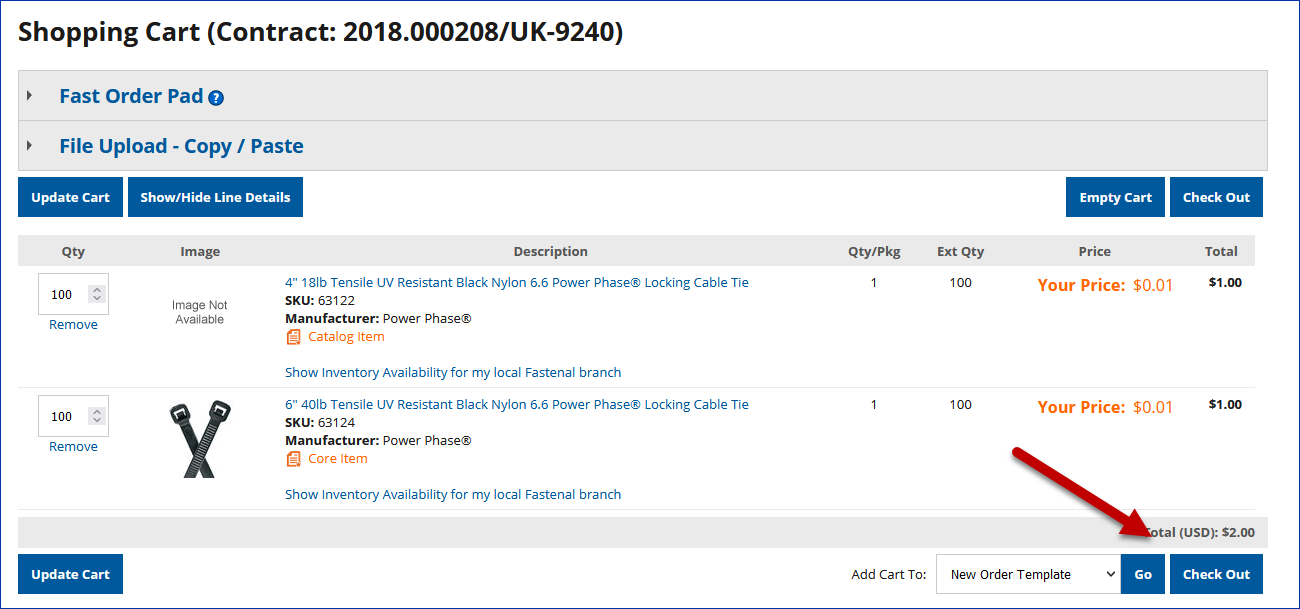 Shopping Cart (Contract: 2018.000208/UK-9240)
Fast Order Pad ?
File Upload - Copy / Paste
Update Cart Show/Hide Line Details Empty Cart Check Out
Qty Image Description Qty/Pkg Ext Qty Price Total
100 4" 18lb Tensile UV Resistant Black Nylon 6.6 Power Phase® Locking Cable Tie 1 100 Your Price: $0.01 $1.00
Remove
Image Not
Available
SKU: 63122
Manufacturer: Power Phase®
Catalog Item
Show Inventory Availability for my local Fastenal branch
100 6" 40lb Tensile UV Resistant Black Nylon 6.6 Power Phase® Locking Cable Tie 1 100 Your Price: $0.01 $1.00
Remove
SKU: 63124
Manufacturer: Power Phase®
Core Item
Show Inventory Availability for my local Fastenal branch
Total (USD): $2.00
Update Cart Add Cart To: New Order Template Go Check Out